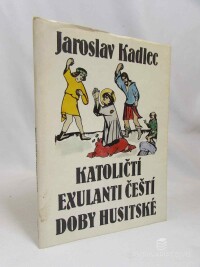 Jaroslav Kadlec
KATOLIČTÍ
EXULANTI ČEŠTÍ
DOBY HUSITSKÉ